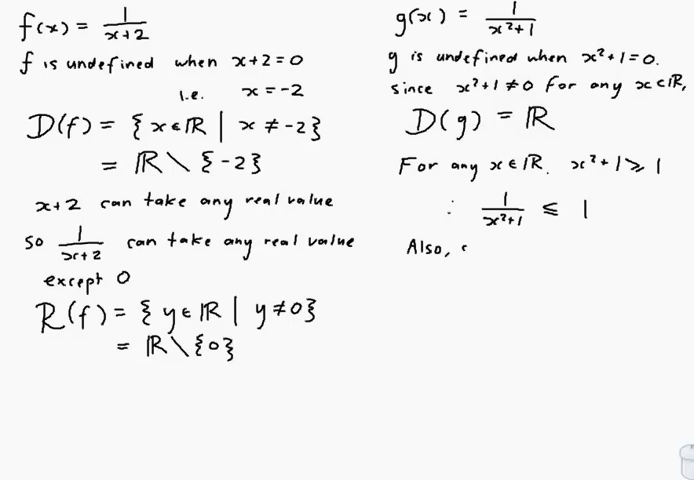 f(x) = 1/(x+2)
f is undefined when x+2=0
i.e. x=-2
D(f) = {x∈ℝ | x ≠ -2}
= ℝ \ {-2}
x+2 can take any real value
so 1/(x+2) can take any real value
except 0
R(f) = {y∈ℝ | y≠0}
= ℝ \ {0}
g(x) = 1/(x²+1)
g is undefined when x²+1=0.
since x²+1≠0 for any x∈ℝ,
D(g) = ℝ
For any x∈ℝ. x²+1⩾1
∴ 1/(x²+1) ⩽ 1
Also,